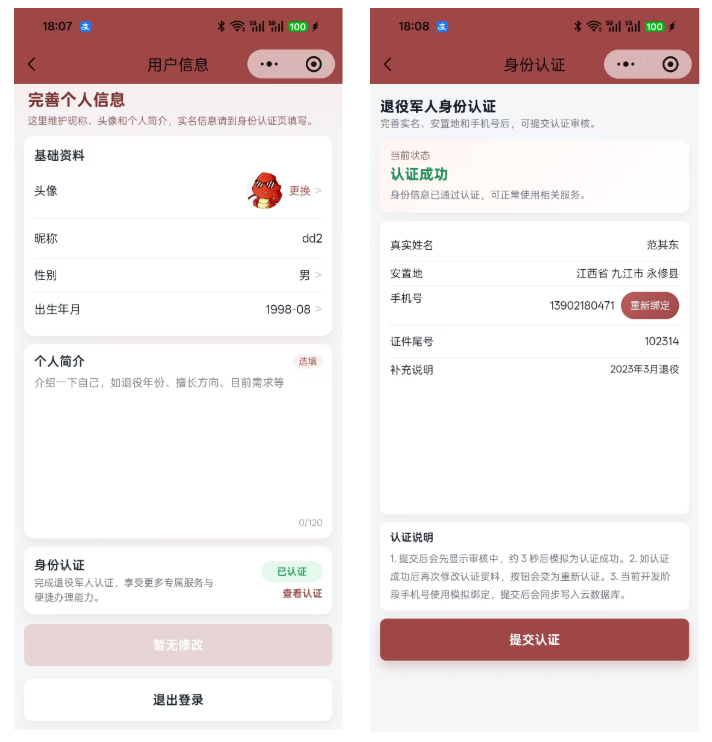 18:07
100
用户信息
完善个人信息
这里维护昵称、头像和个人简介，实名信息请到身份认证页填写。
基础资料
头像
更换 >
昵称
dd2
性别
男 >
出生年月
1998-08 >
个人简介
选填
介绍一下自己，如退役年份、擅长方向、目前需求等
0/120
身份认证
已认证
完成退役军人认证，享受更多专属服务与
便捷办理能力。
查看认证
暂无修改
退出登录
18:08
100
身份认证
退役军人身份认证
完善实名、安置地和手机号后，可提交认证审核。
当前状态
认证成功
身份信息已通过认证，可正常使用相关服务。
真实姓名
范其东
安置地
江西省 九江市 永修县
手机号
13902180471
重新绑定
证件尾号
102314
补充说明
2023年3月退役
认证说明
1. 提交后会先显示审核中，约 3 秒后模拟为认证成功。2. 如认证
成功后再次修改认证资料，按钮会变为重新认证。3. 当前开发阶
段手机号使用模拟绑定，提交后会同步写入云数据库。
提交认证